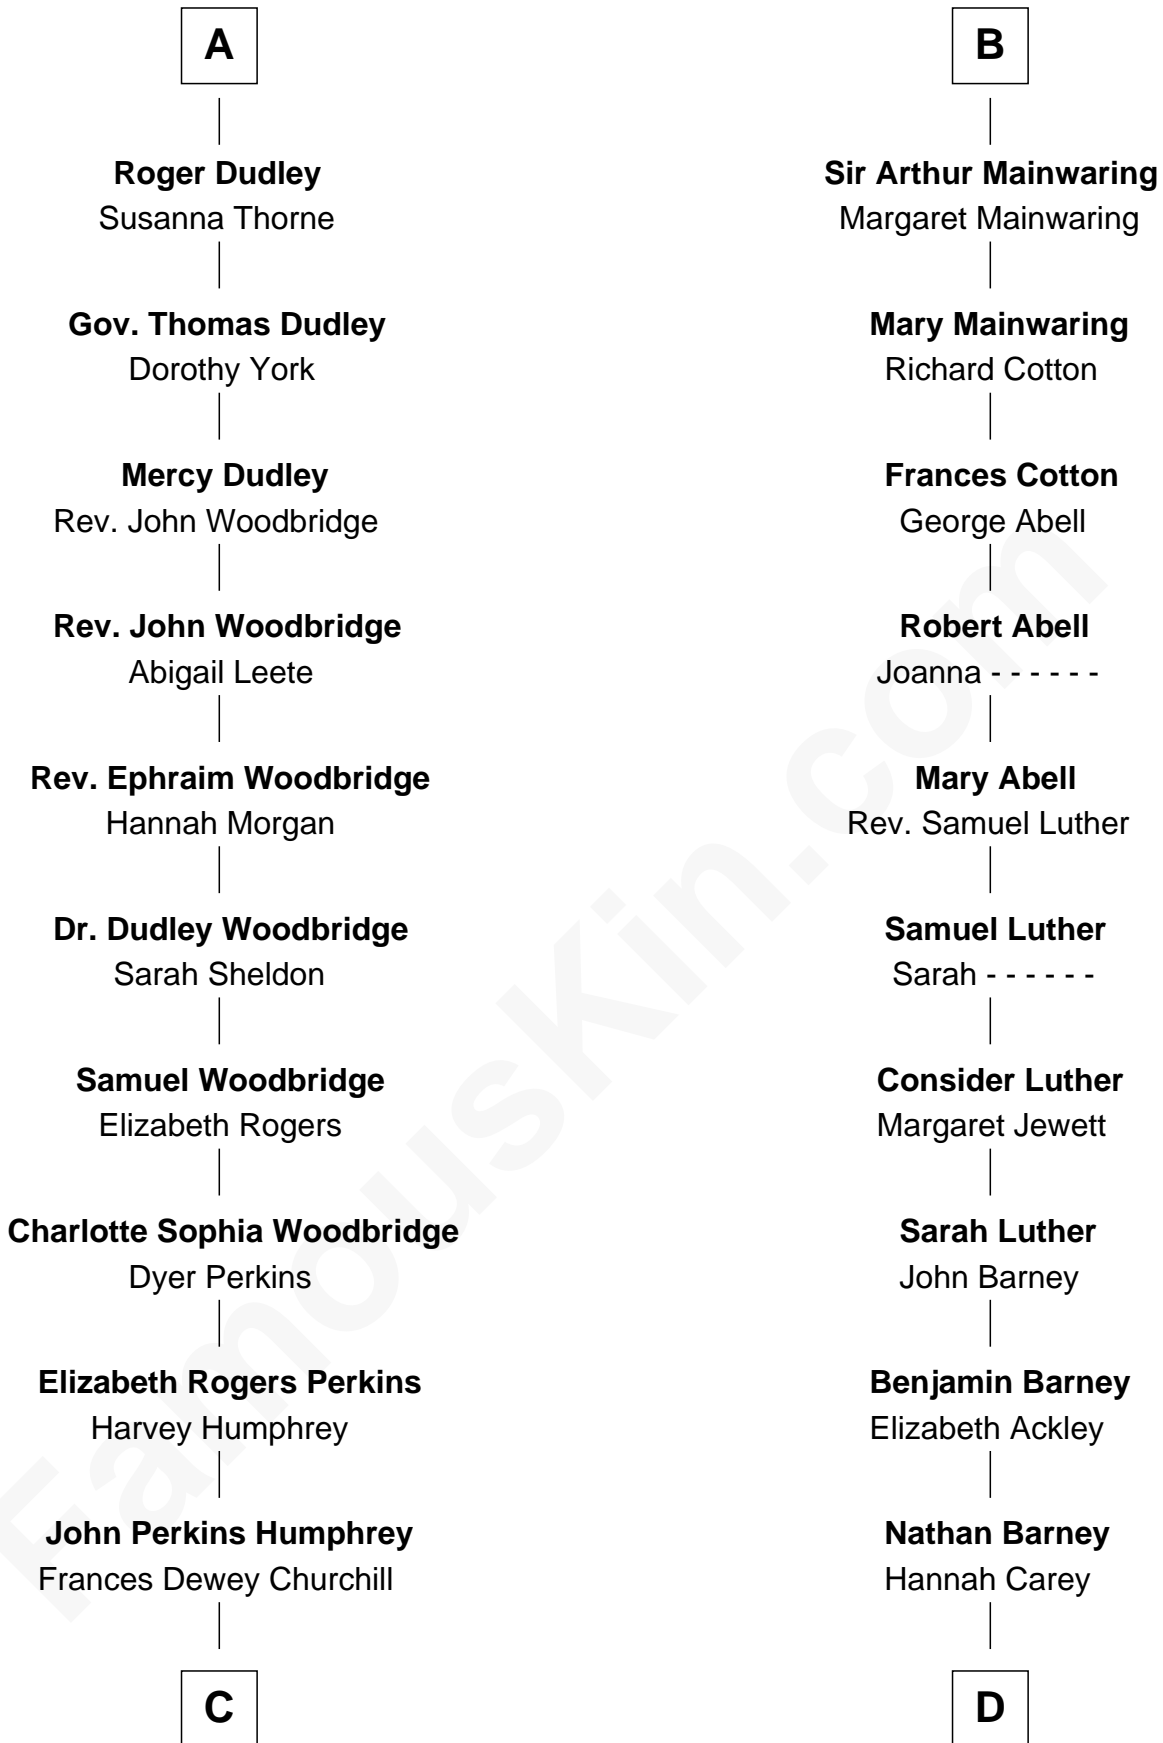 A
Roger Dudley
Susanna Thorne
Gov. Thomas Dudley
Dorothy York
Mercy Dudley
Rev. John Woodbridge
Rev. John Woodbridge
Abigail Leete
Rev. Ephraim Woodbridge
Hannah Morgan
Dr. Dudley Woodbridge
Sarah Sheldon
Samuel Woodbridge
Elizabeth Rogers
Charlotte Sophia Woodbridge
Dyer Perkins
Elizabeth Rogers Perkins
Harvey Humphrey
John Perkins Humphrey
Frances Dewey Churchill
C
B
Sir Arthur Mainwaring
Margaret Mainwaring
Mary Mainwaring
Richard Cotton
Frances Cotton
George Abell
Robert Abell
Joanna - - - - - -
Mary Abell
Rev. Samuel Luther
Samuel Luther
Sarah - - - - - -
Consider Luther
Margaret Jewett
Sarah Luther
John Barney
Benjamin Barney
Elizabeth Ackley
Nathan Barney
Hannah Carey
D
FamousKin.com